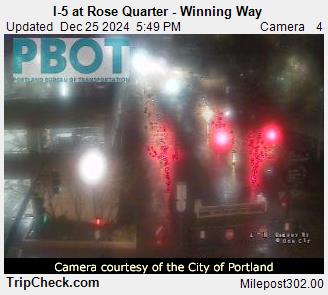 I-5 at Rose Quarter - Winning Way
Updated Dec 25 2024 5:49 PM Camera 4
PBOT
PORTLAND BUREAU OF TRANSPORTATION
Camera courtesy of the City of Portland
TripCheck.com Milepost302.00